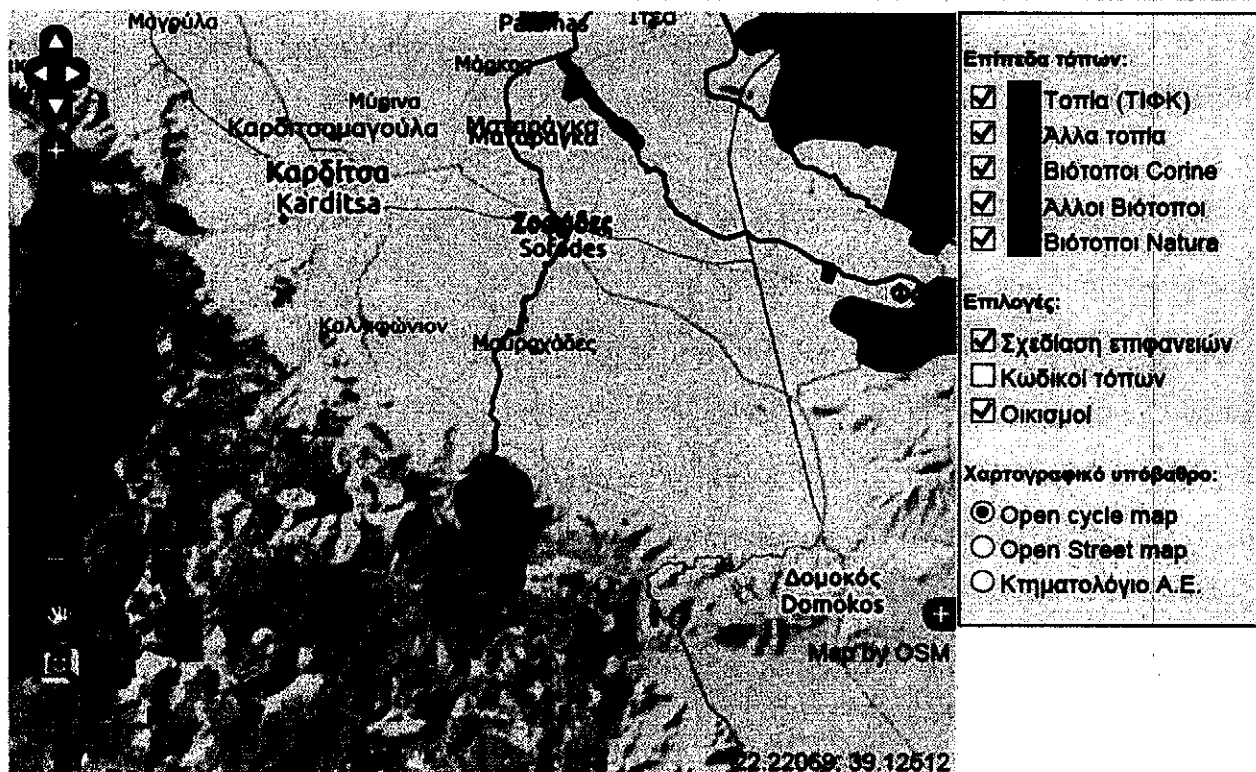 Μαγούλα
Palamas
Ιτέα
Μάρκος
Μύρινα
Καρδιτσομαγούλα
Ματαράγκα
Ματαράγκα
Καρδίτσα
Karditsa
Σοφάδες
Sofades
Καλλιφώνιον
Μαυραχάδες
Δομοκός
Domokos
Map by OSM
22.22069, 39.12512
Επίπεδα τόπων:
Τοπία (ΤΙΦΚ)
Άλλα τοπία
Βιότοποι Corine
Άλλοι Βιότοποι
Βιότοποι Natura
Επιλογές:
Σχεδίαση επιφανειών
Κωδικοί τόπων
Οικισμοί
Χαρτογραφικό υπόβαθρο:
Open cycle map
Open Street map
Κτηματολόγιο Α.Ε.